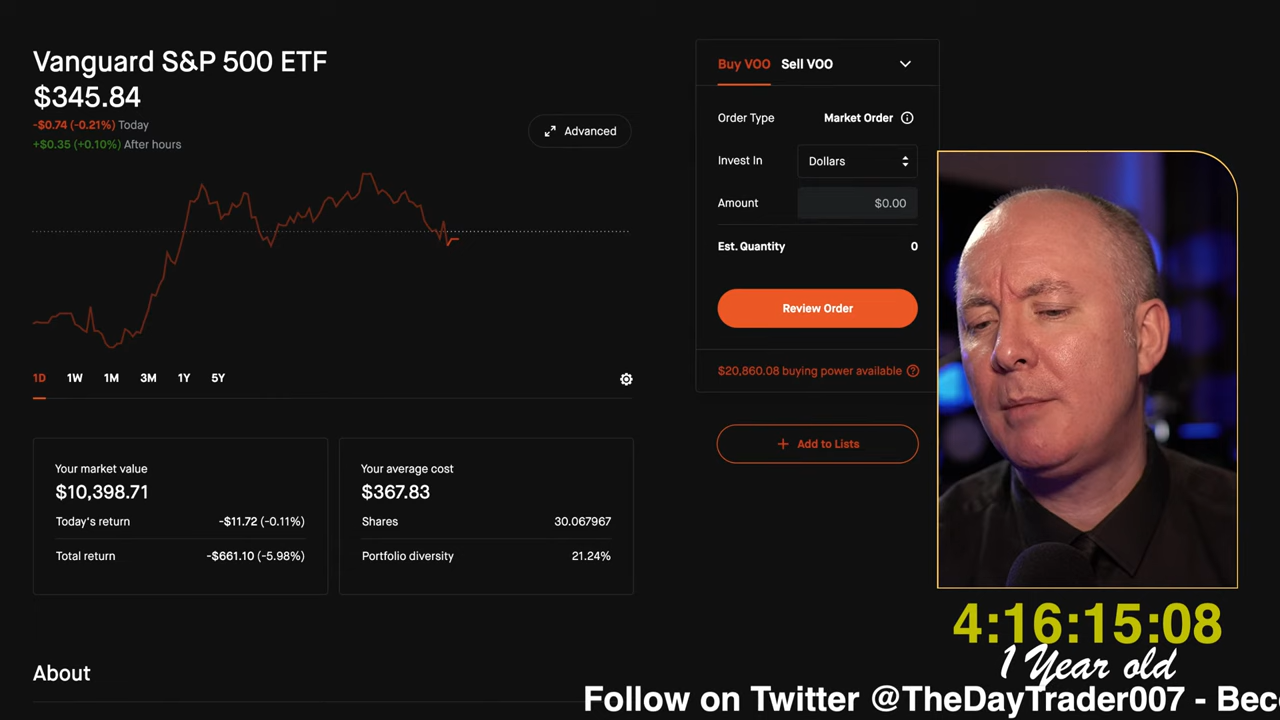 Vanguard S&P 500 ETF
$345.84
-$0.74 (-0.21%) Today
+$0.35 (+0.10%) After hours
Advanced
1D 1W 1M 3M 1Y 5Y
Your market value
$10,398.71
Today's return -$11.72 (-0.11%)
Total return -$661.10 (-5.98%)
Your average cost
$367.83
Shares 30.067967
Portfolio diversity 21.24%
About
Buy VOO Sell VOO
Order Type Market Order
Invest In Dollars
Amount $0.00
Est. Quantity 0
Review Order
$20,860.08 buying power available
+ Add to Lists
4:16:15:08
1 Year old
Follow on Twitter @TheDayTrader007 - Bec